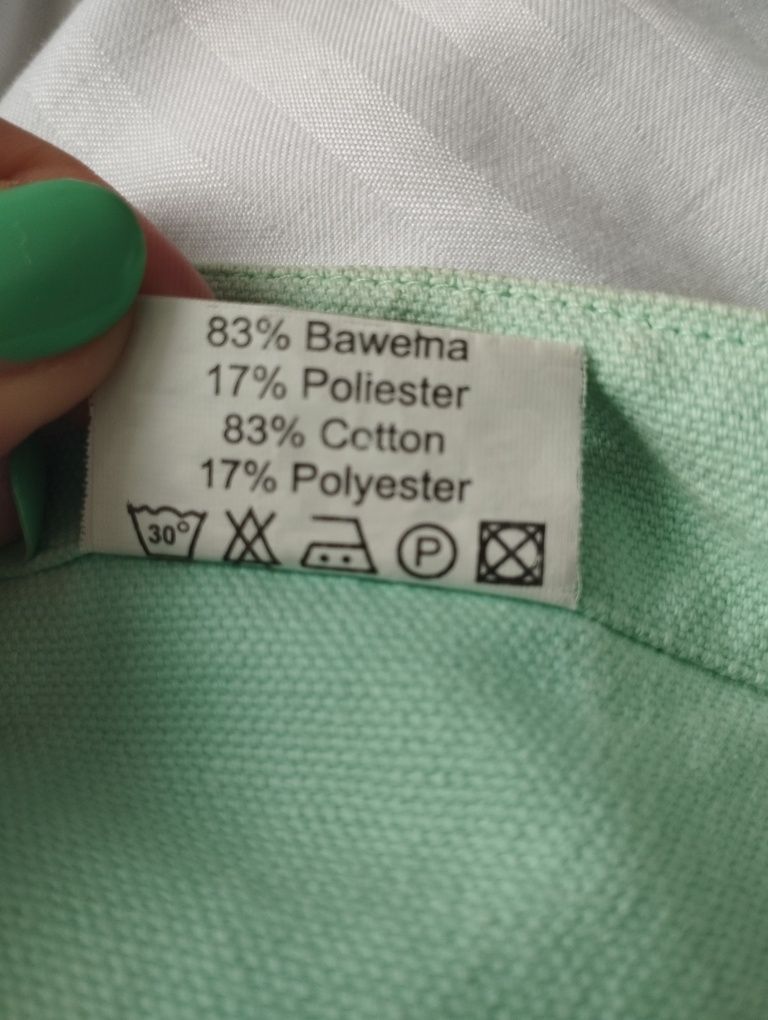 83% Bawełna
17% Poliester
83% Cotton
17% Polyester
30° P